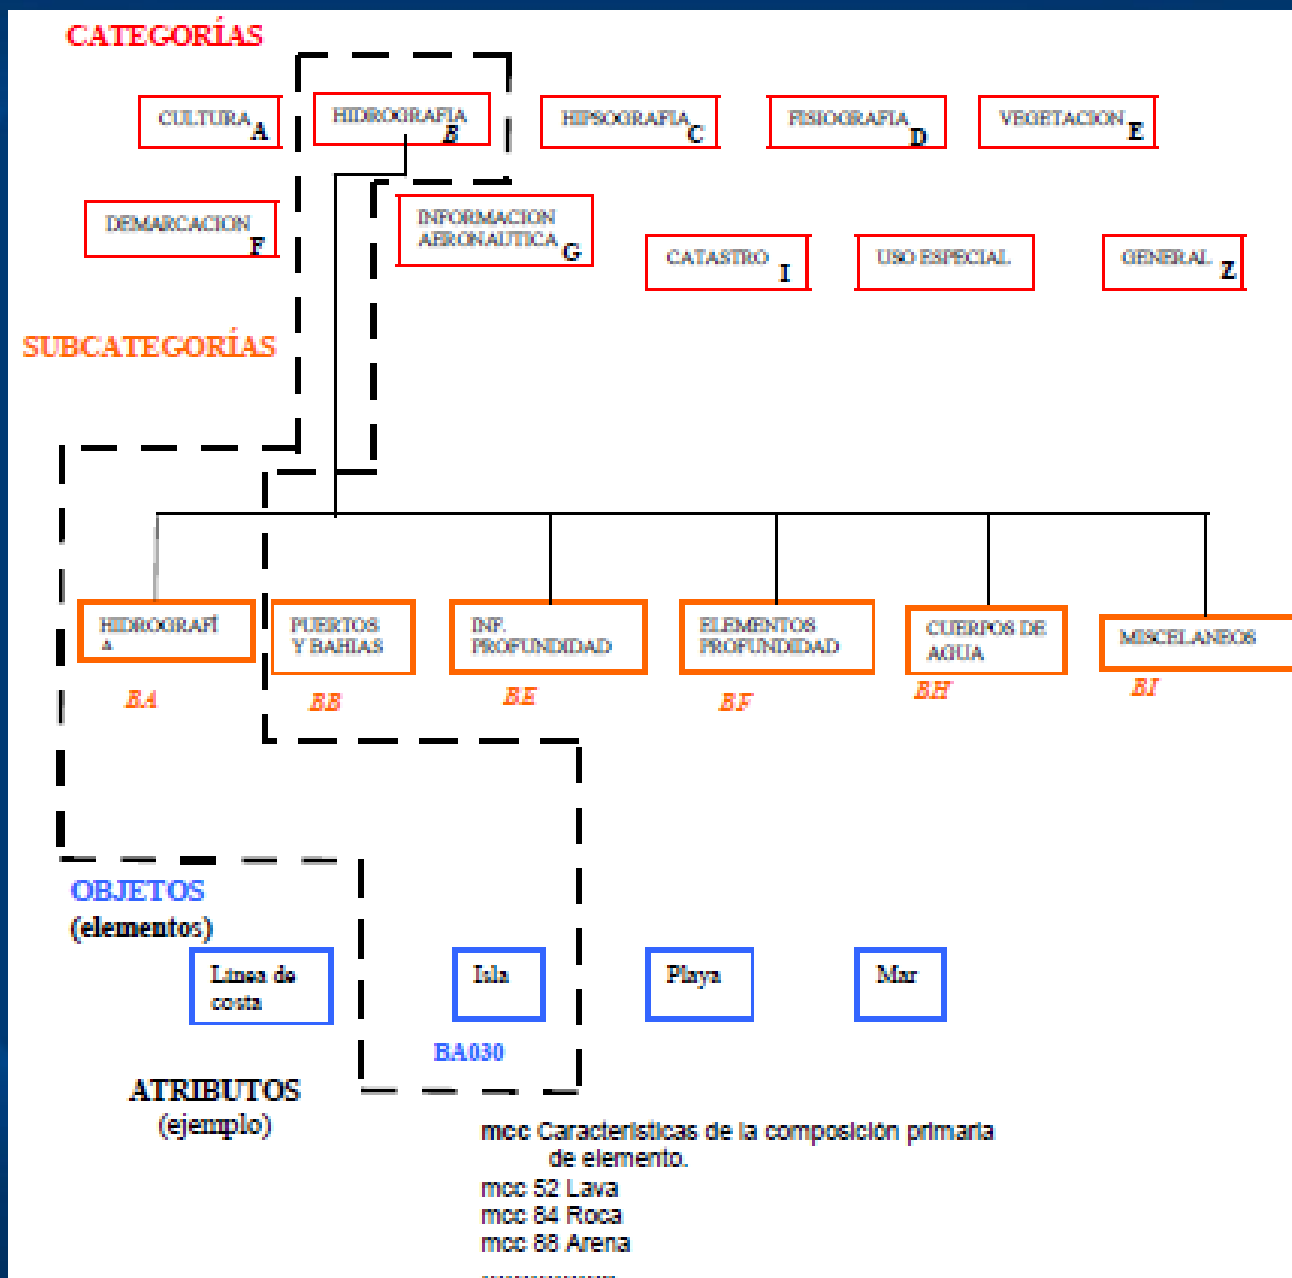 CATEGORÍAS
CULTURA A
HIDROGRAFIA B
HIPSOGRAFIA C
FISIOGRAFIA D
VEGETACION E
DEMARCACION F
INFORMACION
AERONAUTICA G
CATASTRO I
USO ESPECIAL
GENERAL Z
SUBCATEGORÍAS
HIDROGRAFÍ
A
BA
PUERTOS
Y BAHIAS
BB
INF.
PROFUNDIDAD
BE
ELEMENTOS
PROFUNDIDAD
BF
CUERPOS DE
AGUA
BH
MISCELANEOS
BI
OBJETOS
(elementos)
Línea de
costa
Isla
Playa
Mar
BA030
ATRIBUTOS
(ejemplo)
mcc Características de la composición primaria
de elemento.
mcc 52 Lava
mcc 84 Roca
mcc 88 Arena